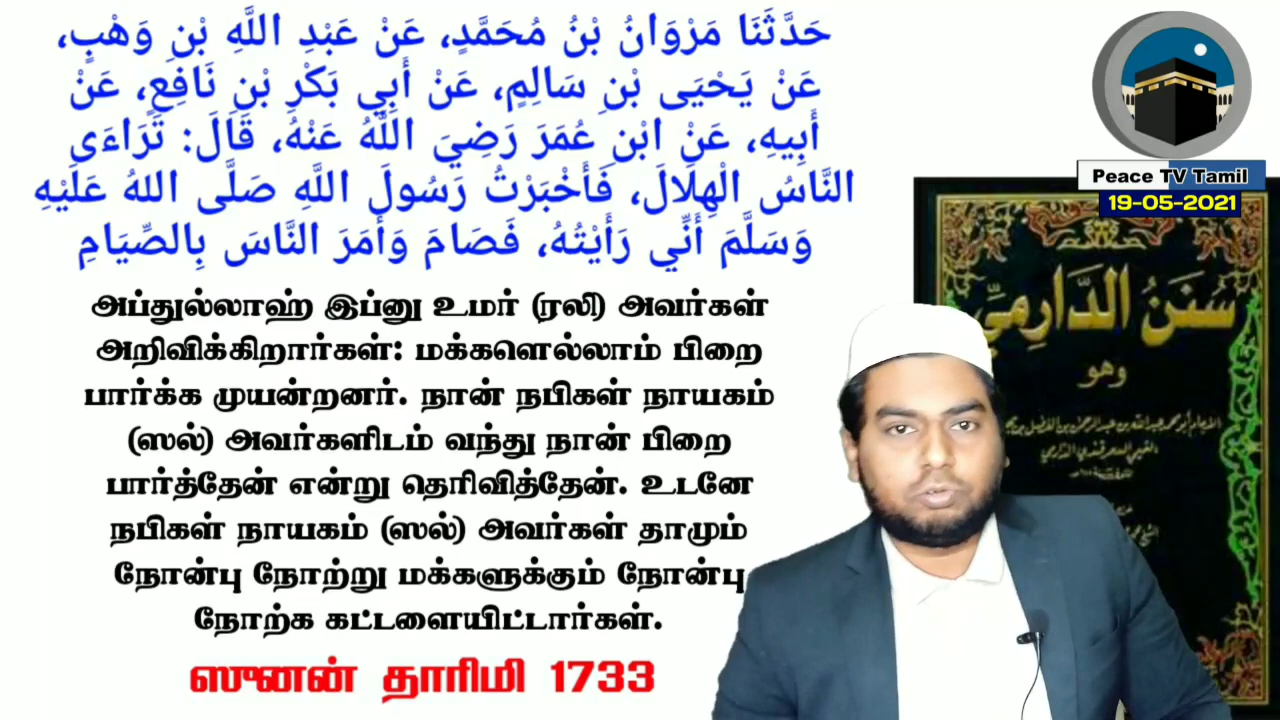 حَدَّثَنَا مَرْوَانُ بْنُ مُحَمَّدٍ، عَنْ عَبْدِ اللَّهِ بْنِ وَهْبٍ،
عَنْ يَحْيَى بْنِ سَالِمٍ، عَنْ أَبِي بَكْرِ بْنِ نَافِعٍ، عَنْ
أَبِيهِ، عَنْ ابْنِ عُمَرَ رَضِيَ اللَّهُ عَنْهُ، قَالَ: تَرَاءَى
النَّاسُ الْهِلَالَ، فَأَخْبَرْتُ رَسُولَ اللَّهِ صَلَّى اللهُ عَلَيْهِ
وَسَلَّمَ أَنِّي رَأَيْتُهُ، فَصَامَ وَأَمَرَ النَّاسَ بِالصِّيَامِ
அப்துல்லாஹ் இப்னு உமர் (ரலி) அவர்கள்
அறிவிக்கிறார்கள்: மக்களெல்லாம் பிறை
பார்க்க முயன்றனர். நான் நபிகள் நாயகம்
(ஸல்) அவர்களிடம் வந்து நான் பிறை
பார்த்தேன் என்று தெரிவித்தேன். உடனே
நபிகள் நாயகம் (ஸல்) அவர்கள் தாமும்
நோன்பு நோற்று மக்களுக்கும் நோன்பு
நோற்க கட்டளையிட்டார்கள்.
ஸுனன் தாரிமி 1733
Peace TV Tamil
19-05-2021
سُنَنُ الدَّارِمِيِّ
وهو